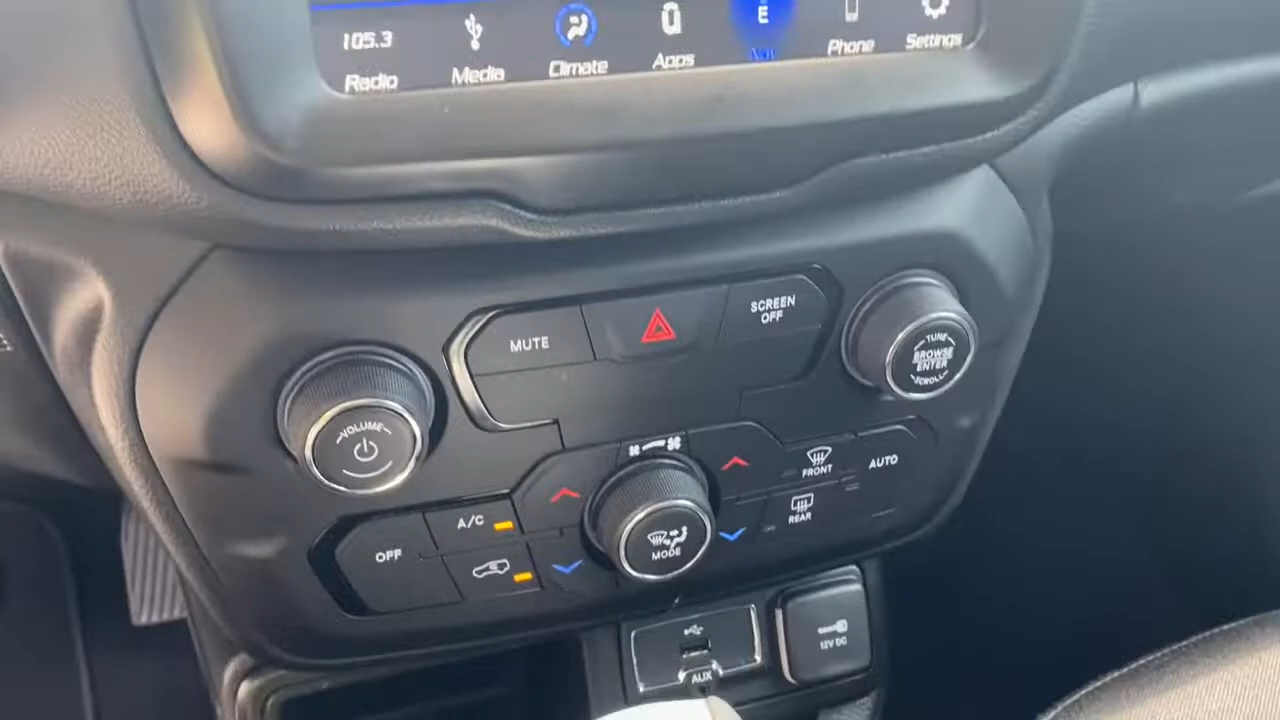 105.3
E
Radio
Media
Climate
Apps
Nav
Phone
Settings
MUTE
SCREEN
OFF
TUNE
BROWSE
ENTER
SCROLL
VOLUME
FRONT
AUTO
A/C
OFF
MODE
REAR
AUX
12V DC